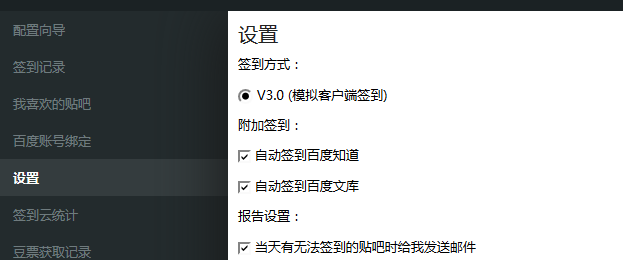 配置向导
签到记录
我喜欢的贴吧
百度账号绑定
设置
签到云统计
豆票获取记录
设置
签到方式：
V3.0 (模拟客户端签到)
附加签到：
自动签到百度知道
自动签到百度文库
报告设置：
当天有无法签到的贴吧时给我发送邮件